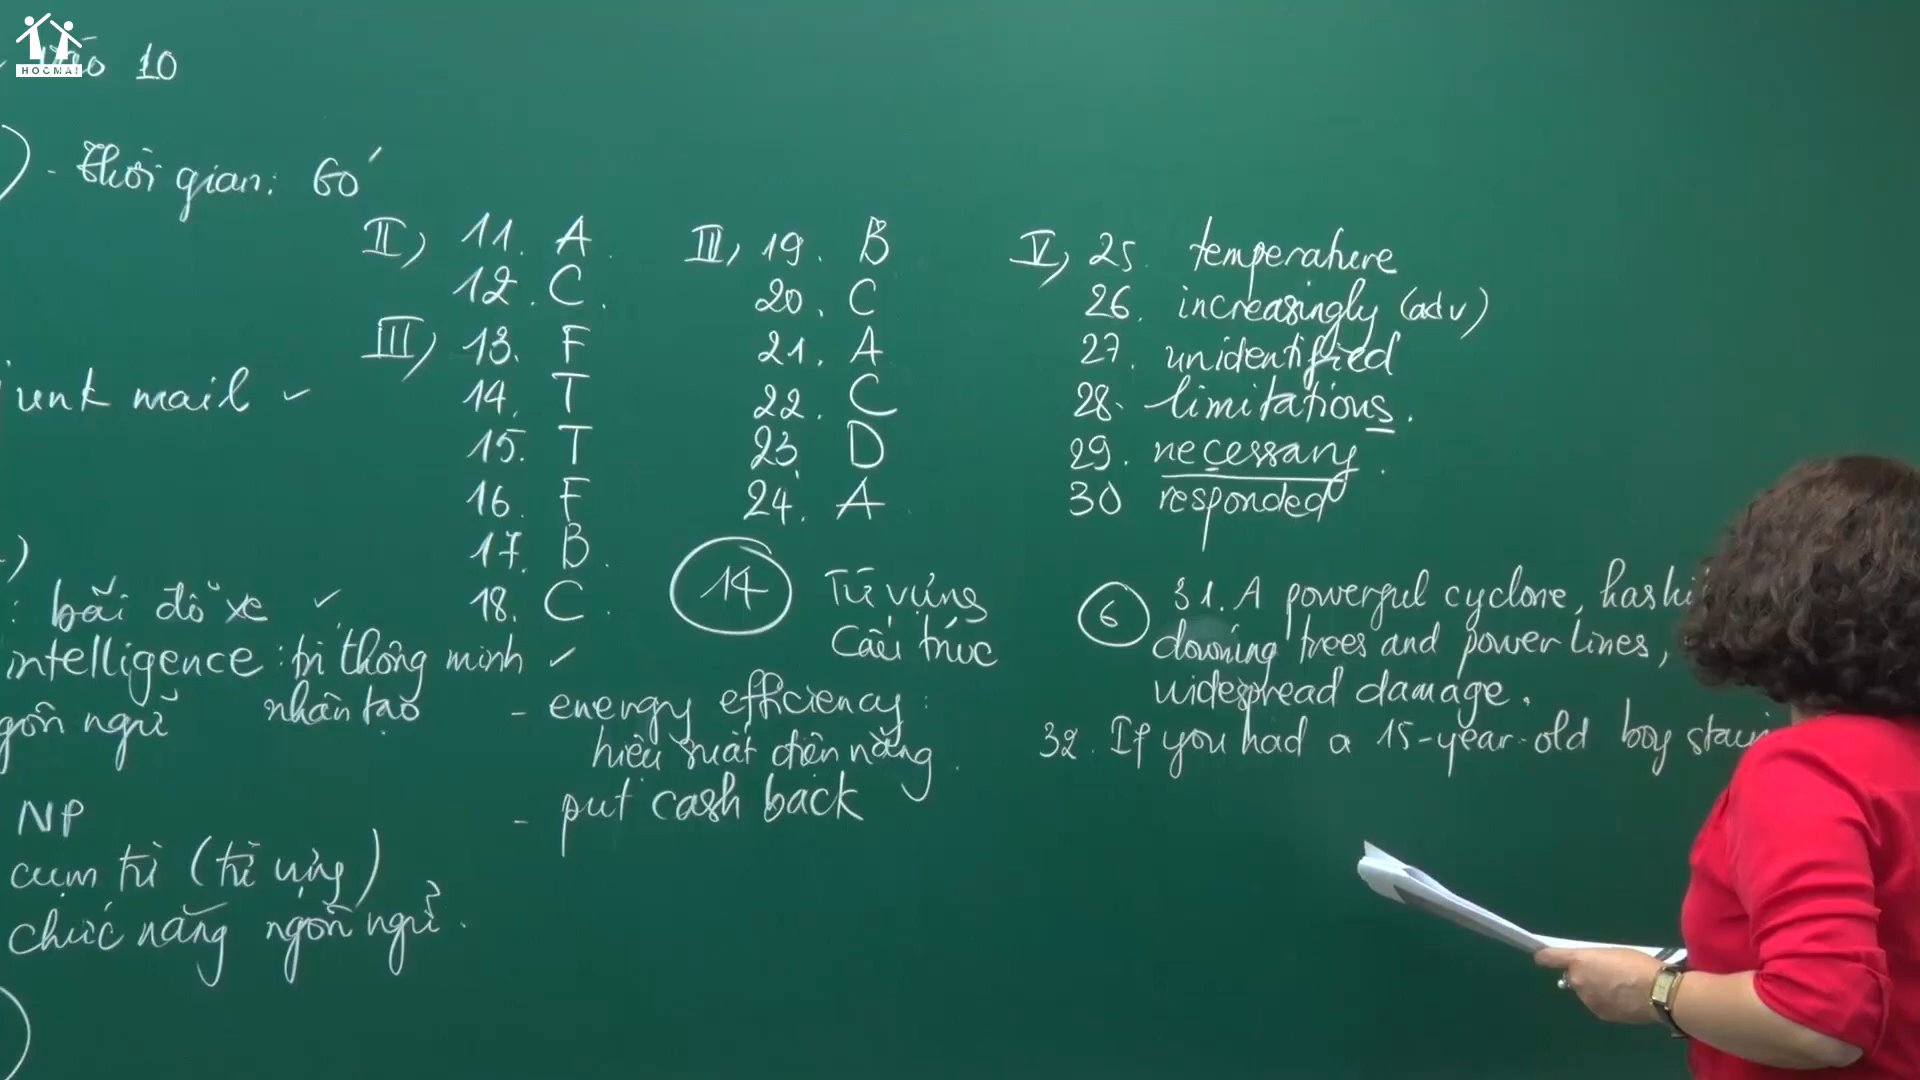 HOCMAI
10
- thời gian: 60'
II) 11. A.
12. C.
III) 13. F
14. T
15. T
16. F
17. B.
18. C.
III) 19. B
20. C
21. A
22. C
23. D
24. A
V) 25. temperature
26. increasingly (adv)
27. unidentified
28. limitations.
29. necessary.
30 responded
junk mail ✓
: bãi đỗ xe ✓
intelligence: trí thông minh ✓
nhân tạo
ngôn ngữ
NP
cụm từ (từ vựng)
chức năng ngôn ngữ.
14 Từ vựng
Cấu trúc
- energy efficiency:
hiệu suất điện năng.
- put cash back
6 31. A powerful cyclone, has hi
downing trees and power lines,
widespread damage.
32. If you had a 15-year-old boy stayi